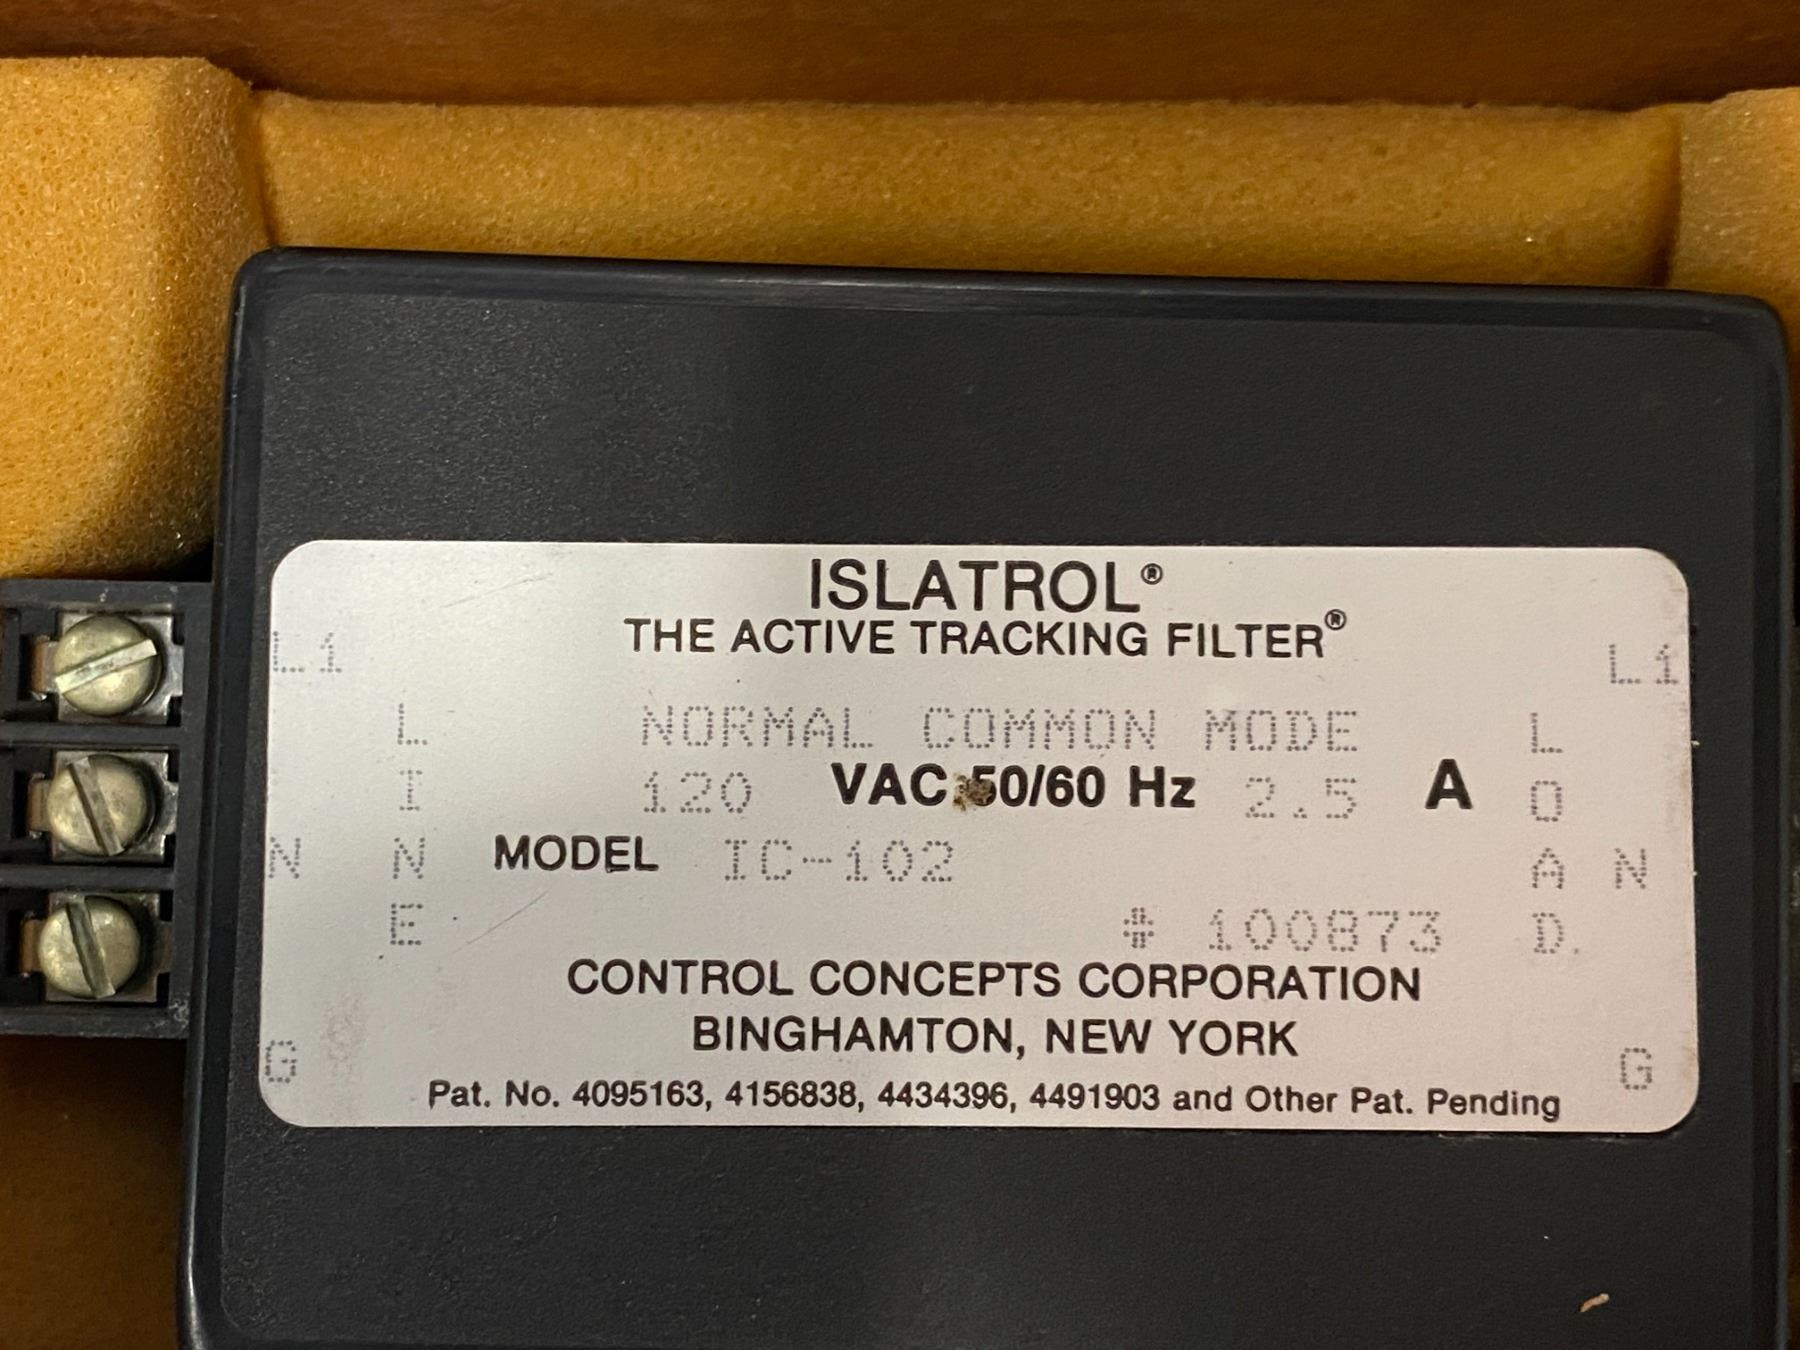 ISLATROL®
THE ACTIVE TRACKING FILTER®
L1 L1
L NORMAL COMMON MODE L
I 120 VAC 50/60 Hz 2.5 A O
N N MODEL IC-102 A N
E # 100873 D.
CONTROL CONCEPTS CORPORATION
BINGHAMTON, NEW YORK
G G
Pat. No. 4095163, 4156838, 4434396, 4491903 and Other Pat. Pending